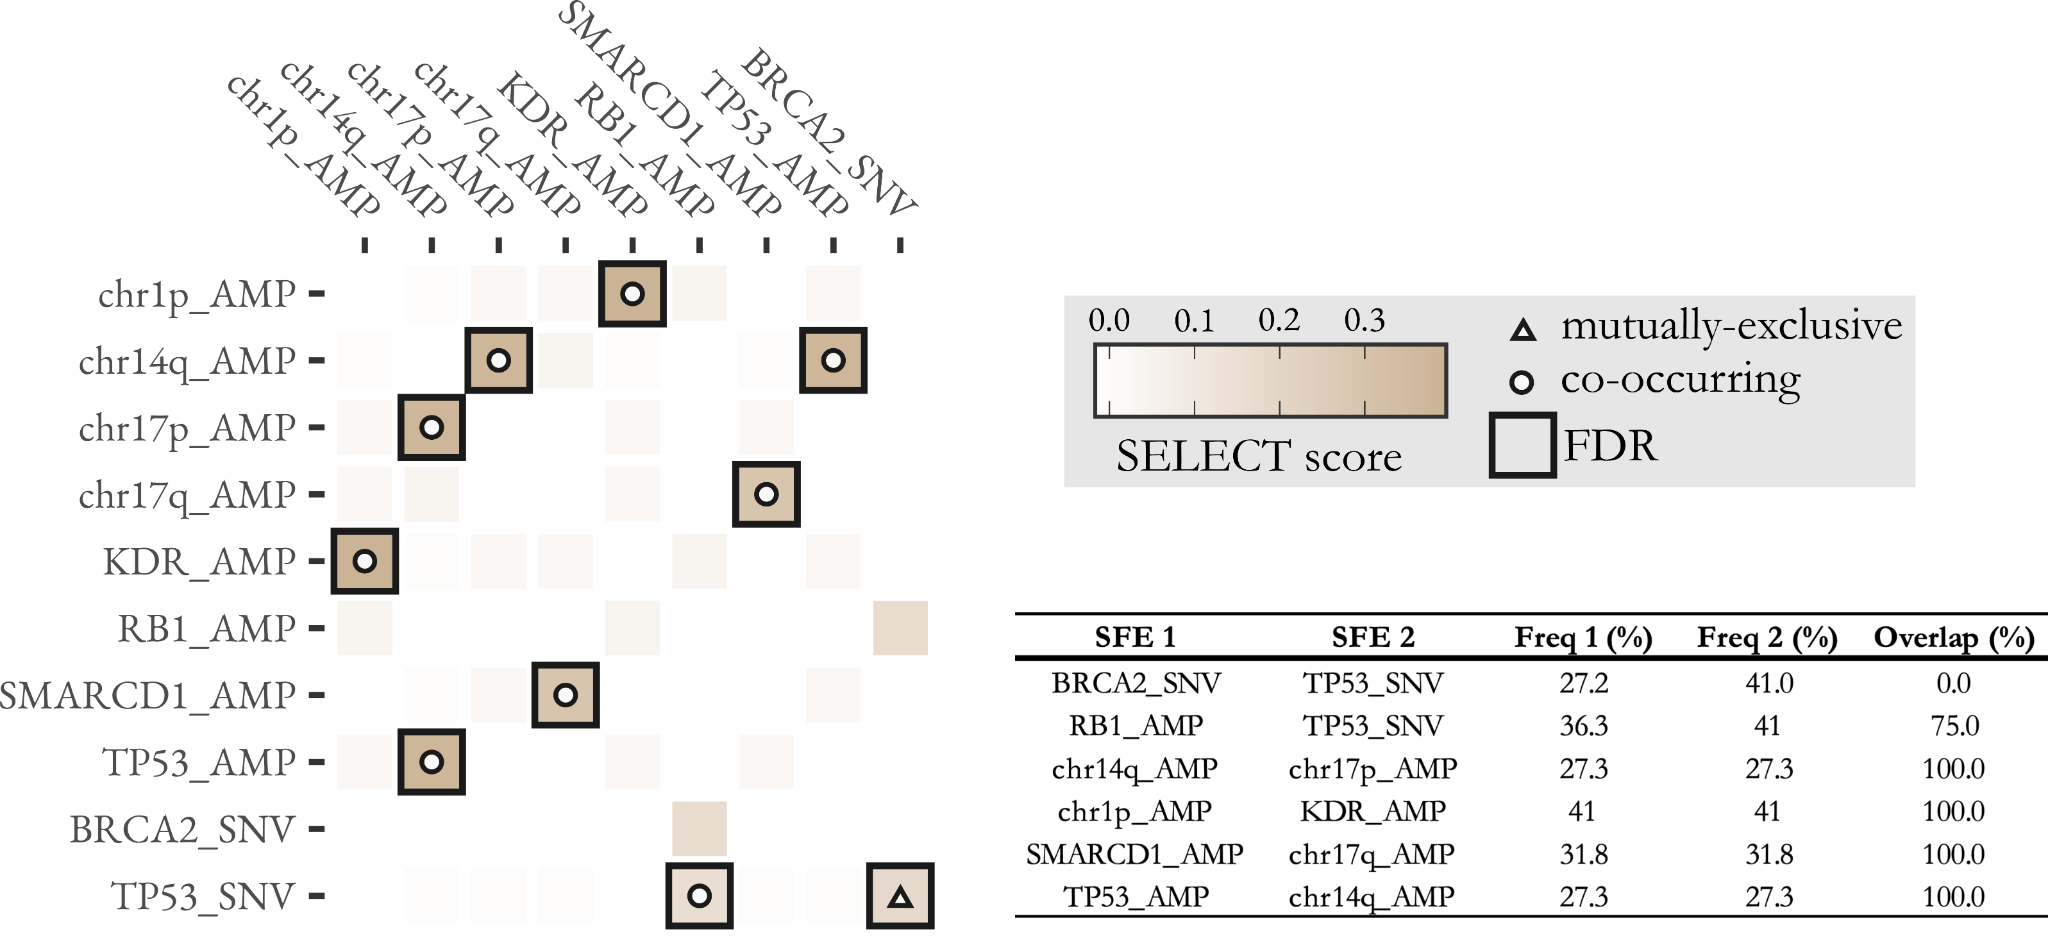 chr1p_AMP
chr14q_AMP
chr17p_AMP
chr17q_AMP
KDR_AMP
RB1_AMP
SMARCD1_AMP
TP53_AMP
BRCA2_SNV
chr1p_AMP
chr14q_AMP
chr17p_AMP
chr17q_AMP
KDR_AMP
RB1_AMP
SMARCD1_AMP
TP53_AMP
BRCA2_SNV
TP53_SNV
0.0 0.1 0.2 0.3
SELECT score
mutually-exclusive
co-occurring
FDR
SFE 1 SFE 2 Freq 1 (%) Freq 2 (%) Overlap (%)
BRCA2_SNV TP53_SNV 27.2 41.0 0.0
RB1_AMP TP53_SNV 36.3 41 75.0
chr14q_AMP chr17p_AMP 27.3 27.3 100.0
chr1p_AMP KDR_AMP 41 41 100.0
SMARCD1_AMP chr17q_AMP 31.8 31.8 100.0
TP53_AMP chr14q_AMP 27.3 27.3 100.0